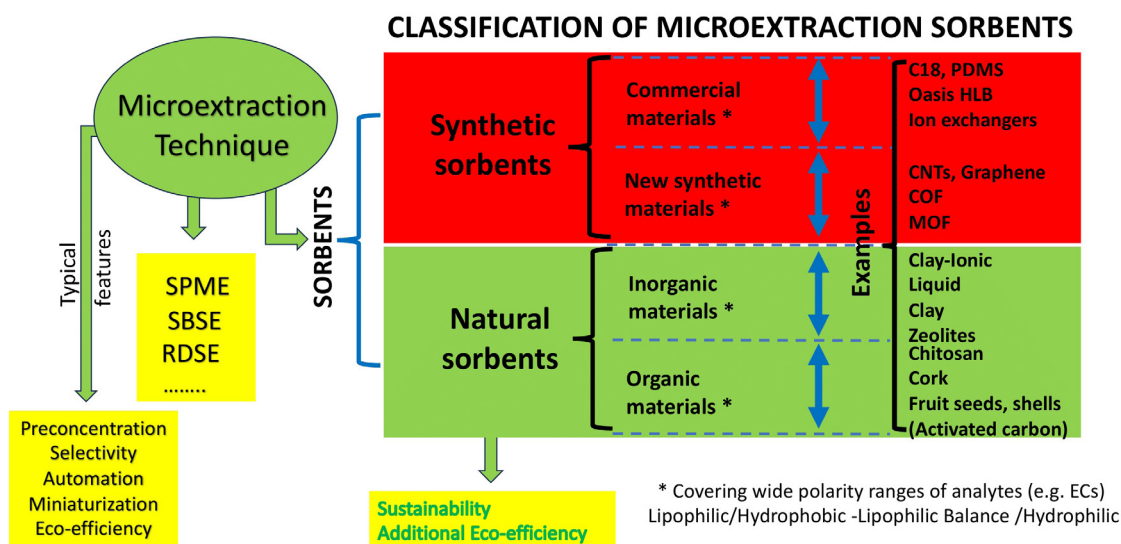 CLASSIFICATION OF MICROEXTRACTION SORBENTS
Microextraction
Technique
Typical
features
SPME
SBSE
RDSE
........
Preconcentration
Selectivity
Automation
Miniaturization
Eco-efficiency
SORBENTS
Synthetic
sorbents
Commercial
materials *
New synthetic
materials *
Natural
sorbents
Inorganic
materials *
Organic
materials *
Examples
C18, PDMS
Oasis HLB
Ion exchangers
CNTs, Graphene
COF
MOF
Clay-Ionic
Liquid
Clay
Zeolites
Chitosan
Cork
Fruit seeds, shells
(Activated carbon)
Sustainability
Additional Eco-efficiency
* Covering wide polarity ranges of analytes (e.g. ECs)
Lipophilic/Hydrophobic -Lipophilic Balance /Hydrophilic